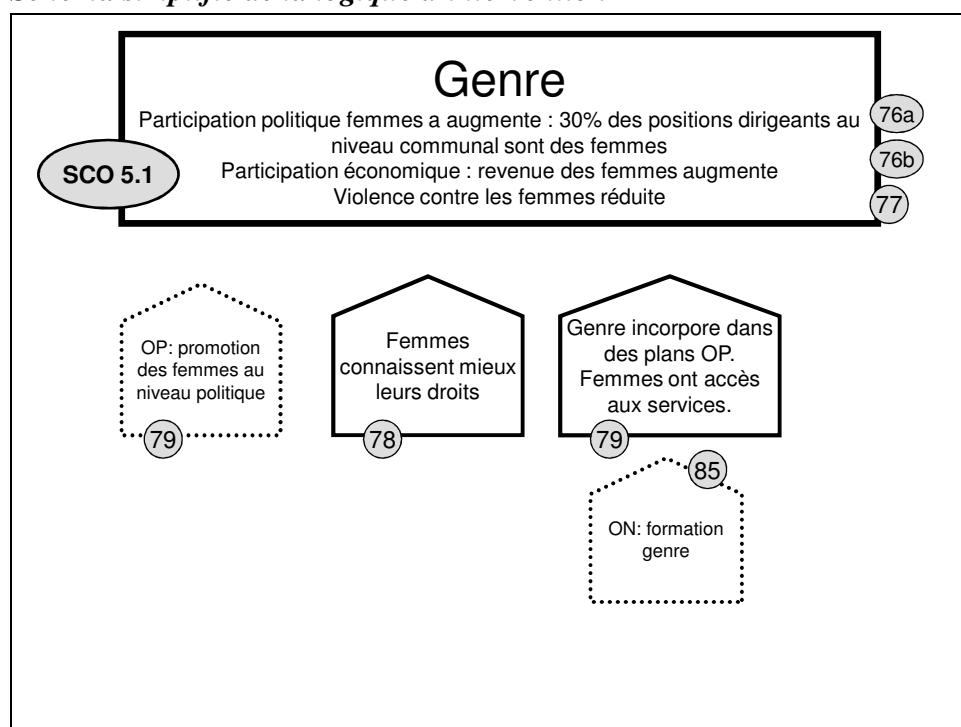 Genre
Participation politique femmes a augmente : 30% des positions dirigeants au
niveau communal sont des femmes
Participation économique : revenue des femmes augmente
Violence contre les femmes réduite
SCO 5.1
76a
76b
77
OP: promotion
des femmes au
niveau politique
79
Femmes
connaissent mieux
leurs droits
78
Genre incorpore dans
des plans OP.
Femmes ont accès
aux services.
79
85
ON: formation
genre